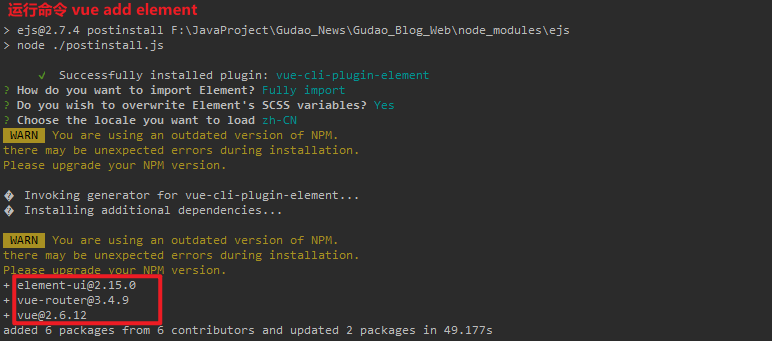 运行命令 vue add element
> ejs@2.7.4 postinstall F:\JavaProject\Gudao_News\Gudao_Blog_Web\node_modules\ejs
> node ./postinstall.js
✓ Successfully installed plugin: vue-cli-plugin-element
? How do you want to import Element? Fully import
? Do you wish to overwrite Element's SCSS variables? Yes
? Choose the locale you want to load zh-CN
WARN You are using an outdated version of NPM.
there may be unexpected errors during installation.
Please upgrade your NPM version.
� Invoking generator for vue-cli-plugin-element...
� Installing additional dependencies...
WARN You are using an outdated version of NPM.
there may be unexpected errors during installation.
Please upgrade your NPM version.
+ element-ui@2.15.0
+ vue-router@3.4.9
+ vue@2.6.12
added 6 packages from 6 contributors and updated 2 packages in 49.177s